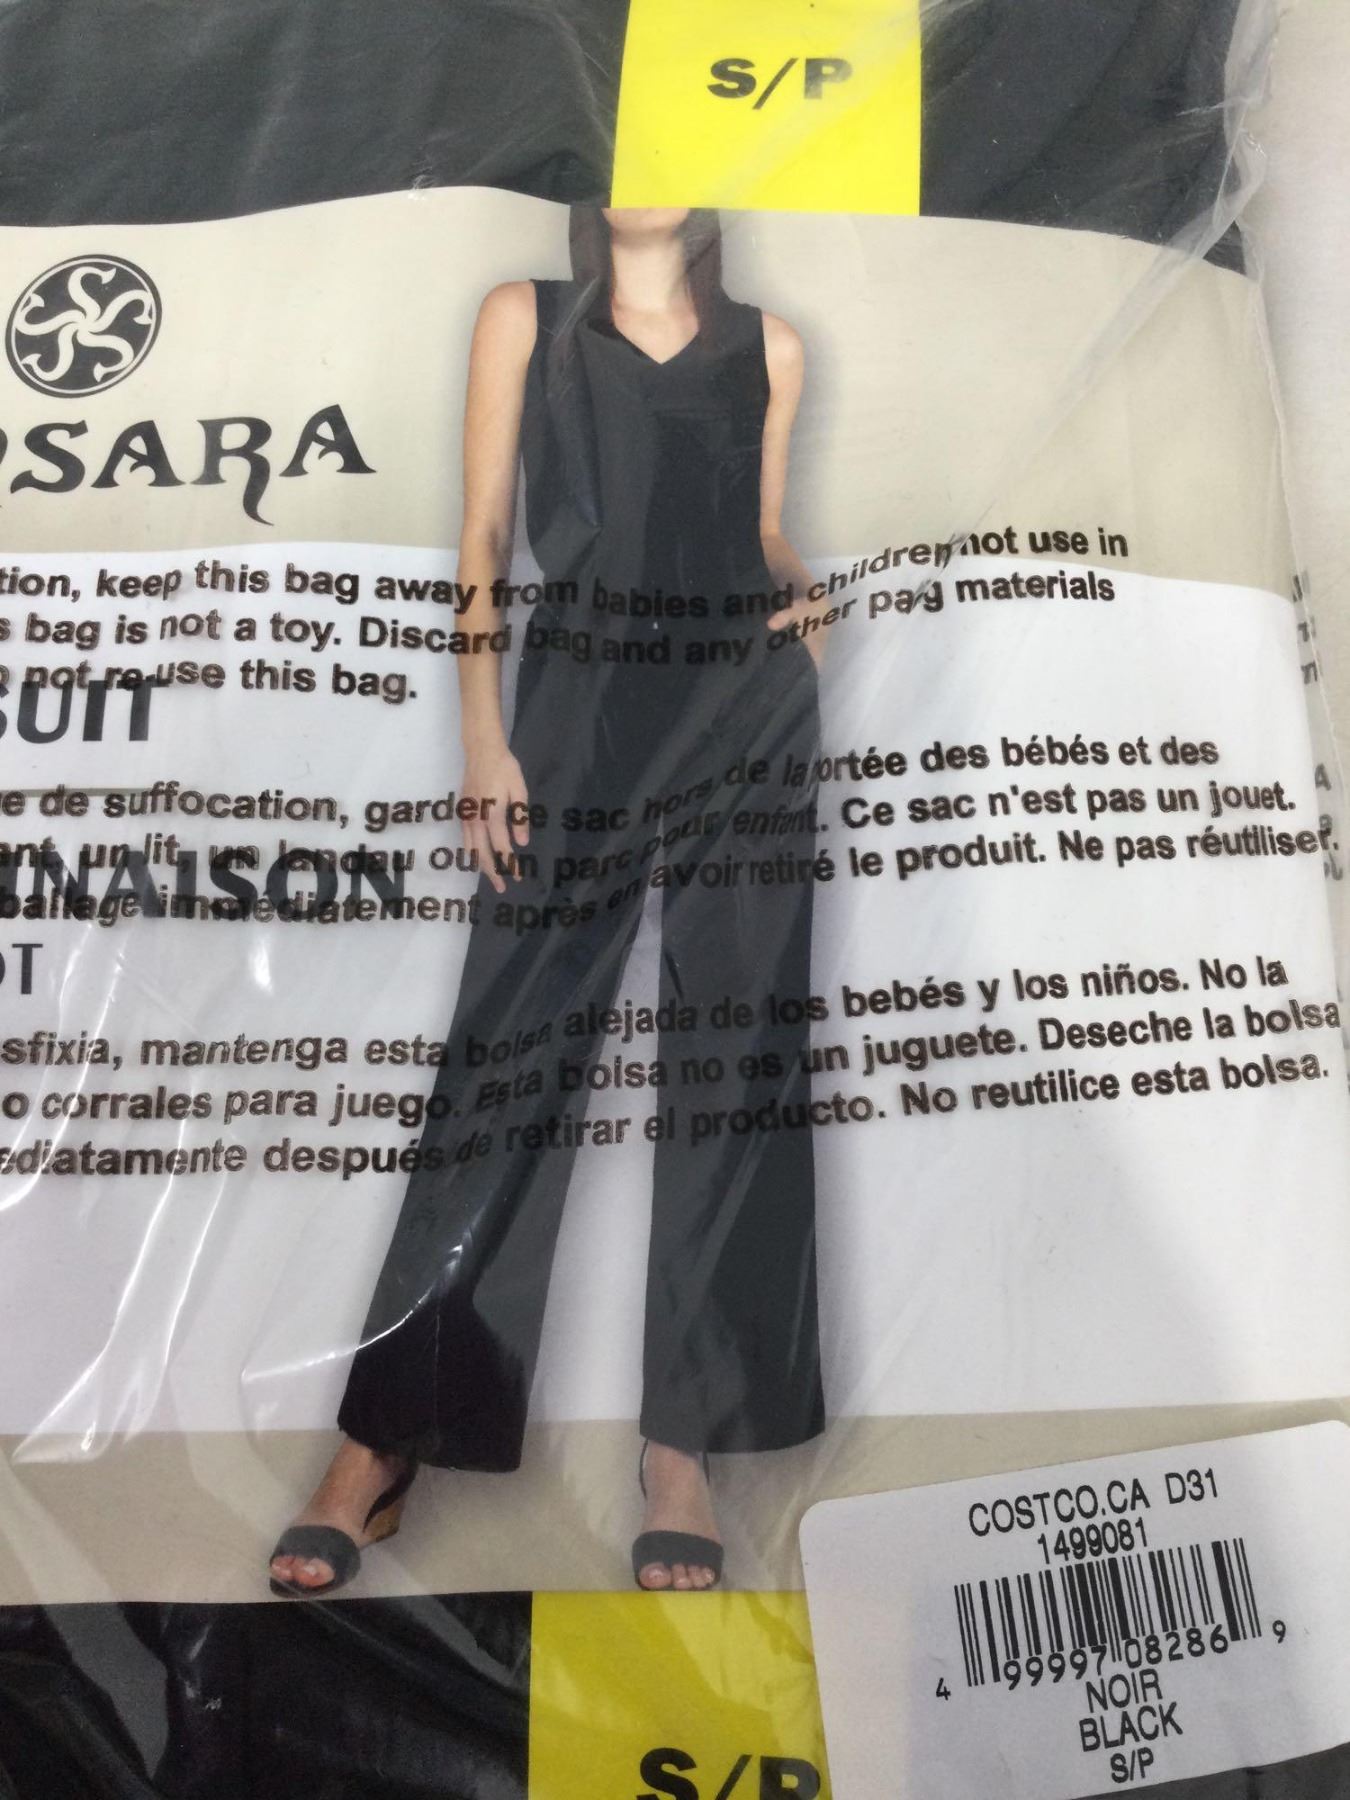 S/P
SARA
tion, keep this bag away from babies and children not use in
bag is not a toy. Discard bag and any other pa g materials
not re-use this bag.
SUIT
e de suffocation, garder ce sac hors de la portée des bébés et des
ant, un lit, un landau ou un parc pour enfant. Ce sac n'est pas un jouet.
INAISON
ballage immédiatement après en avoir retiré le produit. Ne pas réutiliser.
OT
sfixia, mantenga esta bolsa alejada de los bebés y los niños. No la
o corrales para juego. Esta bolsa no es un juguete. Deseche la bolsa
ediatamente después de retirar el producto. No reutilice esta bolsa.
COSTCO.CA D31
1499081
4 99997 08286 9
NOIR
BLACK
S/P
S/P